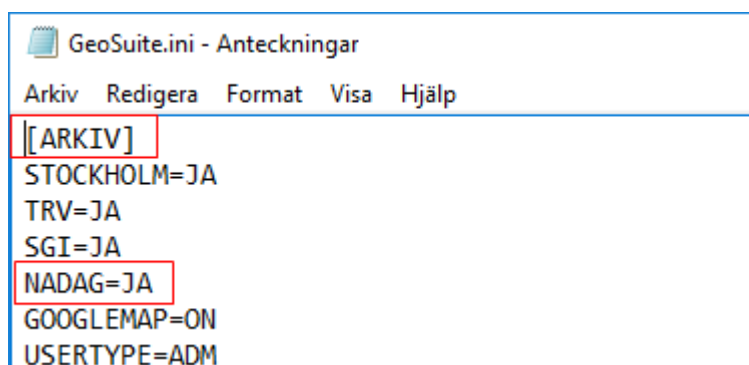 GeoSuite.ini - Anteckningar
Arkiv Redigera Format Visa Hjälp
[ARKIV]
STOCKHOLM=JA
TRV=JA
SGI=JA
NADAG=JA
GOOGLEMAP=ON
USERTYPE=ADM